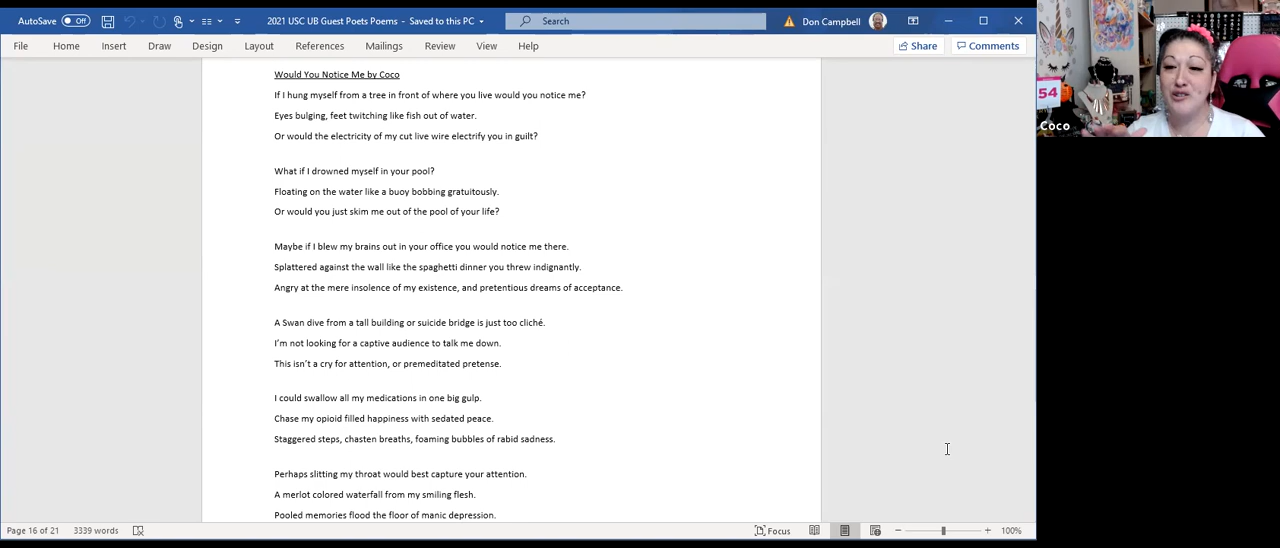 AutoSave Off 2021 USC UB Guest Poets Poems - Saved to this PC Search Don Campbell
File Home Insert Draw Design Layout References Mailings Review View Help Share Comments
Would You Notice Me by Coco
If I hung myself from a tree in front of where you live would you notice me?
Eyes bulging, feet twitching like fish out of water.
Or would the electricity of my cut live wire electrify you in guilt?
What if I drowned myself in your pool?
Floating on the water like a buoy bobbing gratuitously.
Or would you just skim me out of the pool of your life?
Maybe if I blew my brains out in your office you would notice me there.
Splattered against the wall like the spaghetti dinner you threw indignantly.
Angry at the mere insolence of my existence, and pretentious dreams of acceptance.
A Swan dive from a tall building or suicide bridge is just too cliché.
I'm not looking for a captive audience to talk me down.
This isn't a cry for attention, or premeditated pretense.
I could swallow all my medications in one big gulp.
Chase my opioid filled happiness with sedated peace.
Staggered steps, chasten breaths, foaming bubbles of rabid sadness.
Perhaps slitting my throat would best capture your attention.
A merlot colored waterfall from my smiling flesh.
Pooled memories flood the floor of manic depression.
Page 16 of 21 3339 words Focus 100%
54
Coco